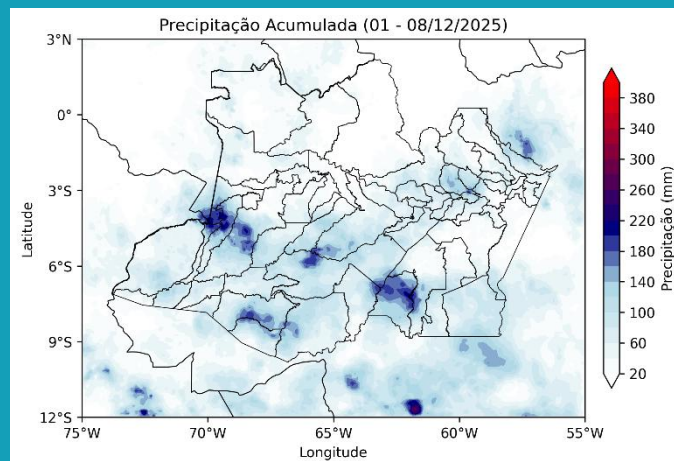 Precipitação Acumulada (01 - 08/12/2025)
3°N
0°
3°S
6°S
9°S
12°S
Latitude
75°W
70°W
65°W
60°W
55°W
Longitude
380
340
300
260
220
180
140
100
60
20
Precipitação (mm)